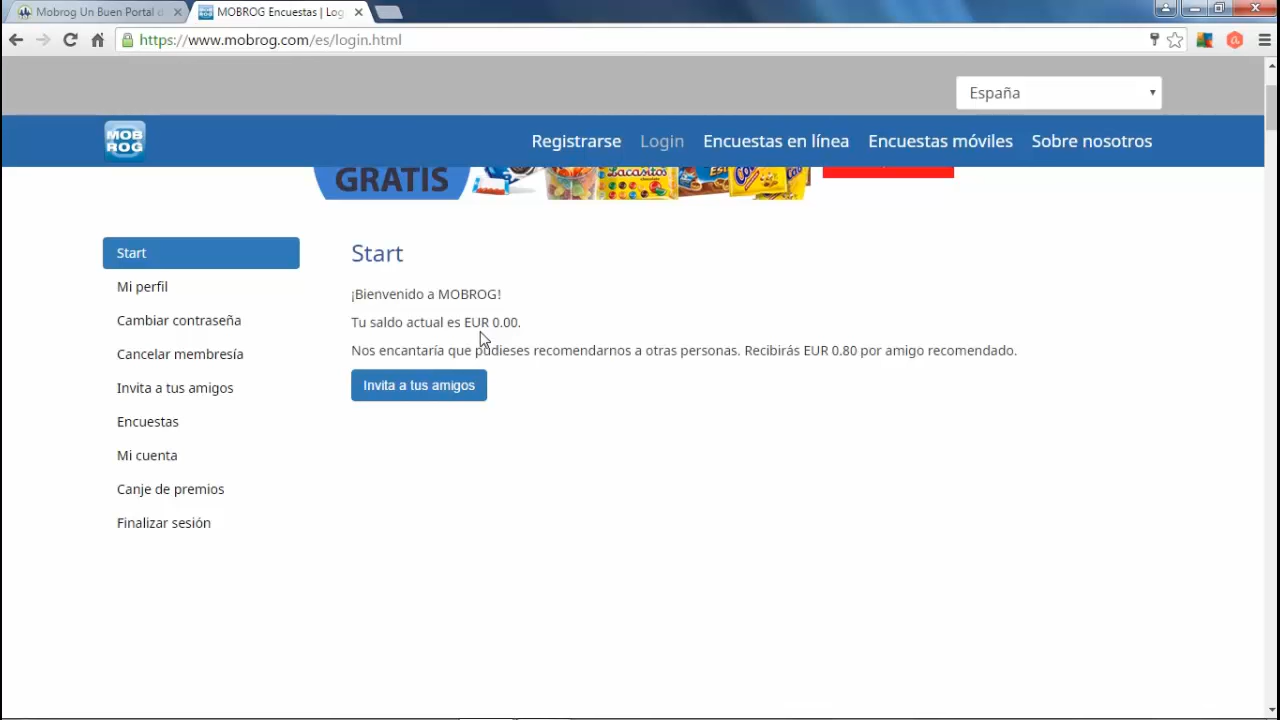 Mobrog Un Buen Portal d
MOBROG Encuestas | Log
https://www.mobrog.com/es/login.html
España
MOB
ROG
Registrarse
Login
Encuestas en línea
Encuestas móviles
Sobre nosotros
GRATIS
Lacasitos
Start
Mi perfil
Cambiar contraseña
Cancelar membresía
Invita a tus amigos
Encuestas
Mi cuenta
Canje de premios
Finalizar sesión
Start
¡Bienvenido a MOBROG!
Tu saldo actual es EUR 0.00.
Nos encantaría que pudieses recomendarnos a otras personas. Recibirás EUR 0.80 por amigo recomendado.
Invita a tus amigos